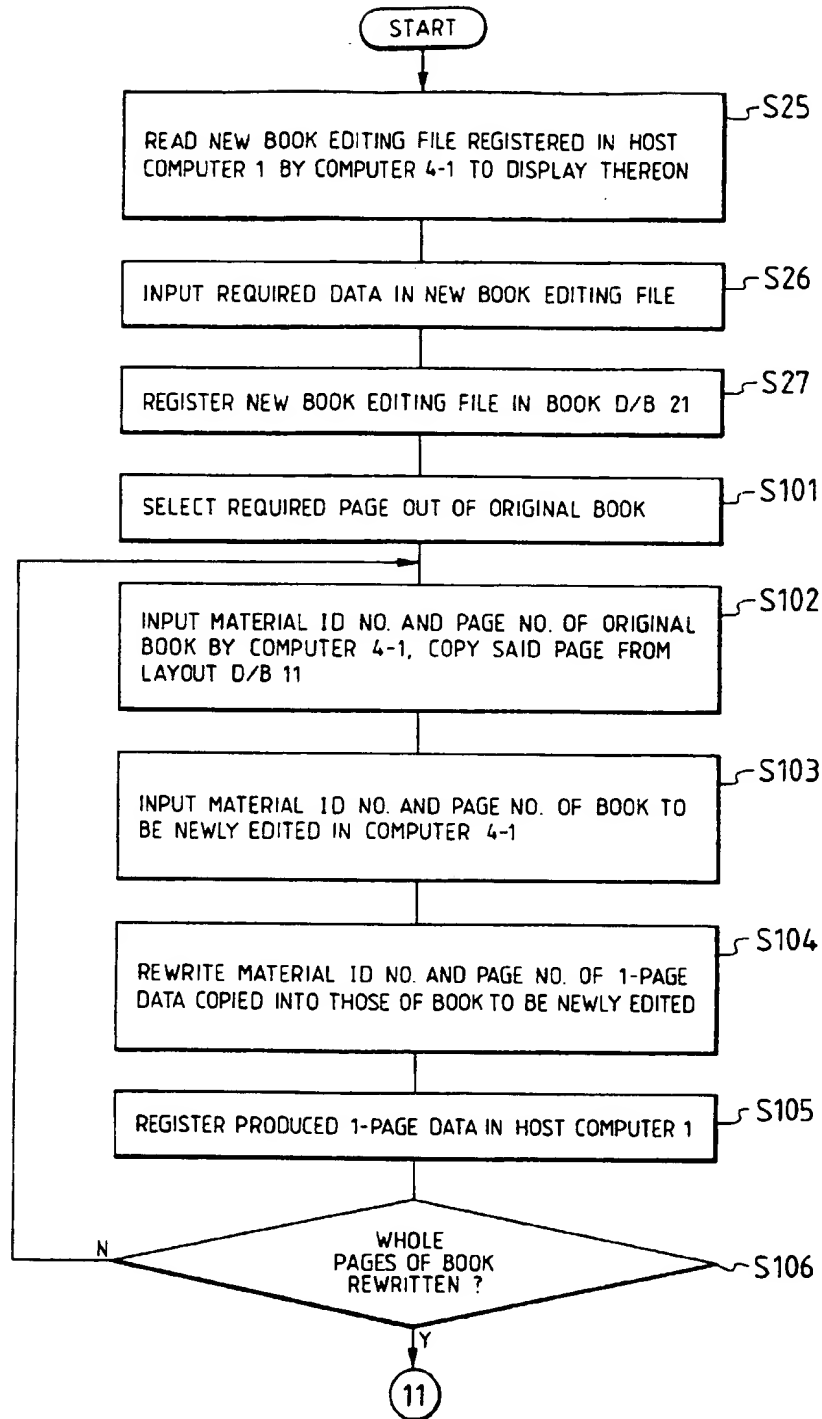 START
S25
READ NEW BOOK EDITING FILE REGISTERED IN HOST
COMPUTER 1 BY COMPUTER 4-1 TO DISPLAY THEREON
S26
INPUT REQUIRED DATA IN NEW BOOK EDITING FILE
S27
REGISTER NEW BOOK EDITING FILE IN BOOK D/B 21
S101
SELECT REQUIRED PAGE OUT OF ORIGINAL BOOK
S102
INPUT MATERIAL ID NO. AND PAGE NO. OF ORIGINAL
BOOK BY COMPUTER 4-1, COPY SAID PAGE FROM
LAYOUT D/B 11
S103
INPUT MATERIAL ID NO. AND PAGE NO. OF BOOK TO
BE NEWLY EDITED IN COMPUTER 4-1
S104
REWRITE MATERIAL ID NO. AND PAGE NO. OF 1-PAGE
DATA COPIED INTO THOSE OF BOOK TO BE NEWLY EDITED
S105
REGISTER PRODUCED 1-PAGE DATA IN HOST COMPUTER 1
N
WHOLE
PAGES OF BOOK
REWRITTEN ?
S106
Y
11